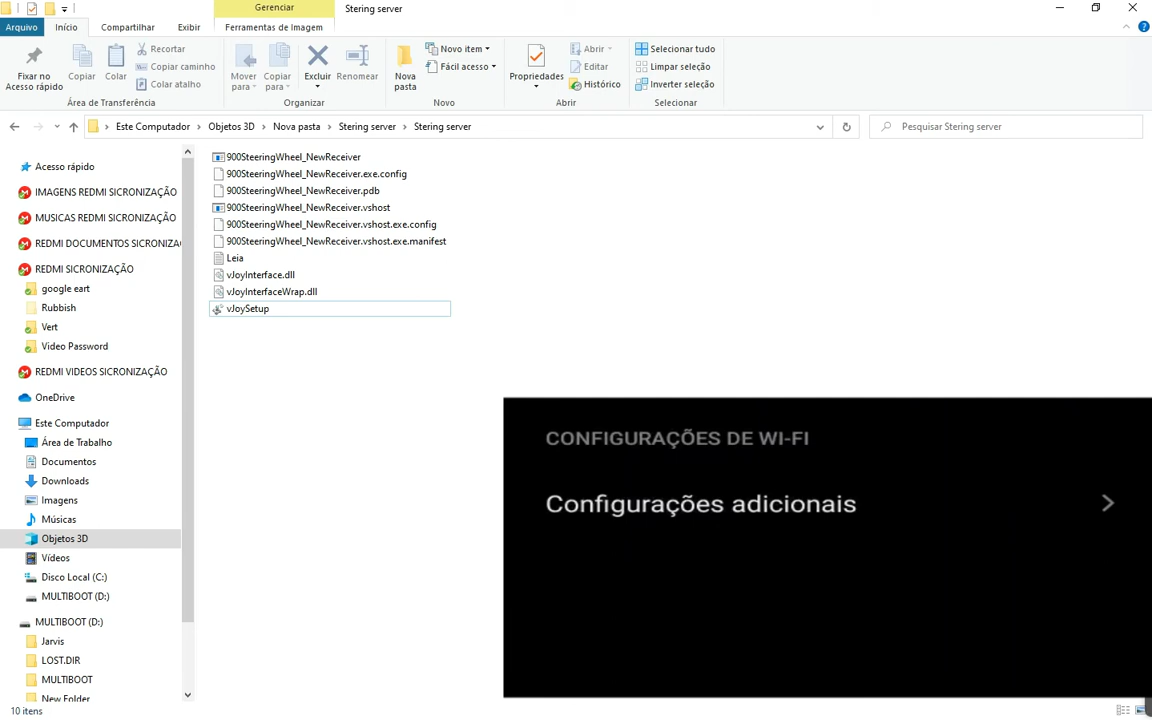 Gerenciar
Stering server
Arquivo
Início
Compartilhar
Exibir
Ferramentas de Imagem
Fixar no Acesso rápido
Copiar
Colar
Recortar
Copiar caminho
Colar atalho
Área de Transferência
Mover para
Copiar para
Excluir
Renomear
Organizar
Nova pasta
Novo item
Fácil acesso
Novo
Propriedades
Abrir
Editar
Histórico
Abrir
Selecionar tudo
Limpar seleção
Inverter seleção
Selecionar
Este Computador > Objetos 3D > Nova pasta > Stering server > Stering server
Pesquisar Stering server
Acesso rápido
IMAGENS REDMI SICRONIZAÇÃO
MUSICAS REDMI SICRONIZAÇÃO
REDMI DOCUMENTOS SICRONIZA
REDMI SICRONIZAÇÃO
google eart
Rubbish
Vert
Video Password
REDMI VIDEOS SICRONIZAÇÃO
OneDrive
Este Computador
Área de Trabalho
Documentos
Downloads
Imagens
Músicas
Objetos 3D
Vídeos
Disco Local (C:)
MULTIBOOT (D:)
MULTIBOOT (D:)
Jarvis
LOST.DIR
MULTIBOOT
New Folder
900SteeringWheel_NewReceiver
900SteeringWheel_NewReceiver.exe.config
900SteeringWheel_NewReceiver.pdb
900SteeringWheel_NewReceiver.vshost
900SteeringWheel_NewReceiver.vshost.exe.config
900SteeringWheel_NewReceiver.vshost.exe.manifest
Leia
vJoyInterface.dll
vJoyInterfaceWrap.dll
vJoySetup
CONFIGURAÇÕES DE WI-FI
Configurações adicionais
10 itens